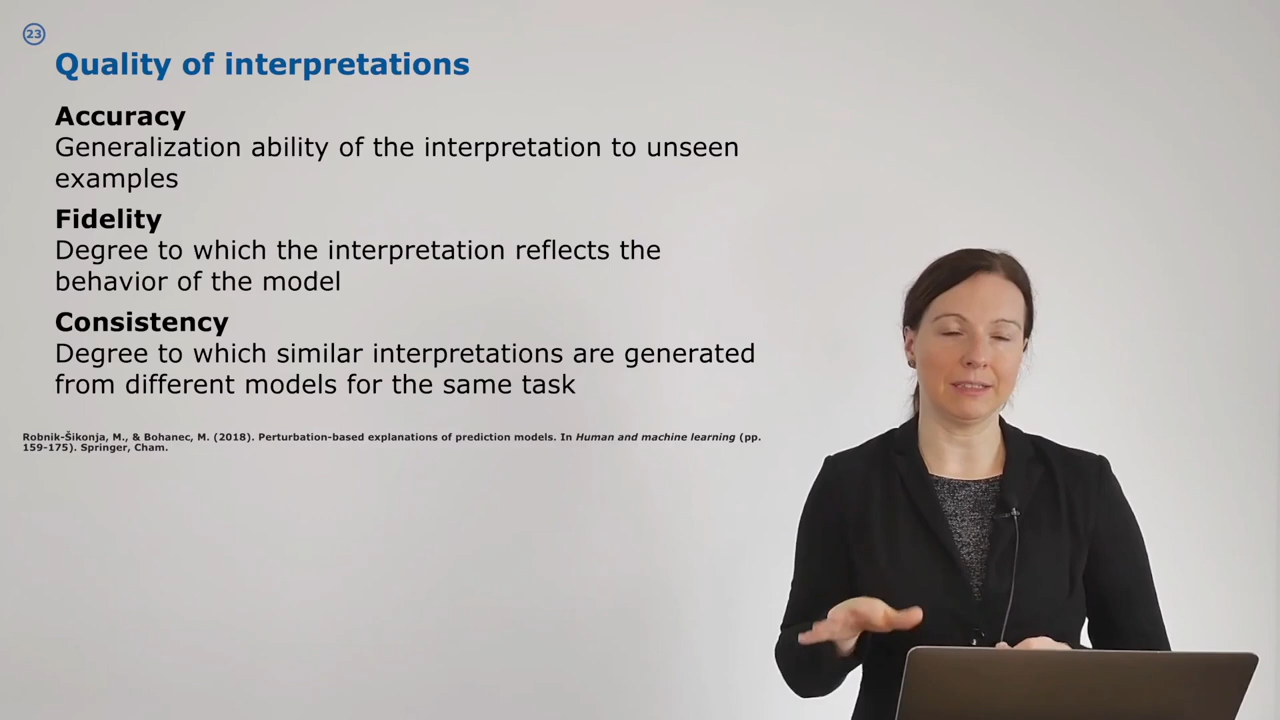 23
Quality of interpretations
Accuracy
Generalization ability of the interpretation to unseen
examples
Fidelity
Degree to which the interpretation reflects the
behavior of the model
Consistency
Degree to which similar interpretations are generated
from different models for the same task
Robnik-Šikonja, M., & Bohanec, M. (2018). Perturbation-based explanations of prediction models. In Human and machine learning (pp.
159-175). Springer, Cham.